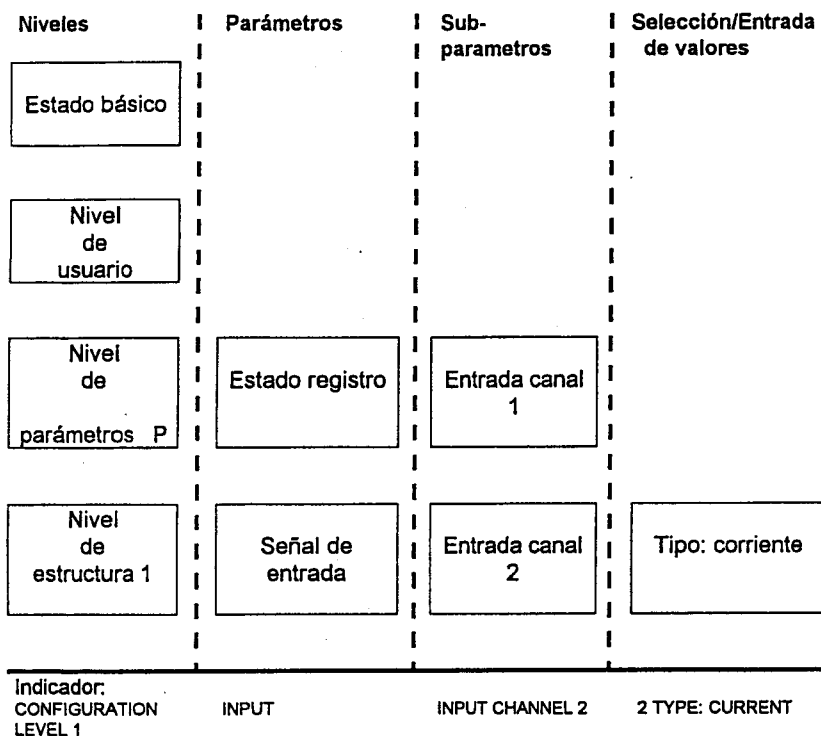 Niveles
Parámetros
Sub-
parametros
Selección/Entrada
de valores
Estado básico
Nivel
de
usuario
Nivel
de
parámetros P
Estado registro
Entrada canal
1
Nivel
de
estructura 1
Señal de
entrada
Entrada canal
2
Tipo: corriente
Indicador:
CONFIGURATION
LEVEL 1
INPUT
INPUT CHANNEL 2
2 TYPE: CURRENT